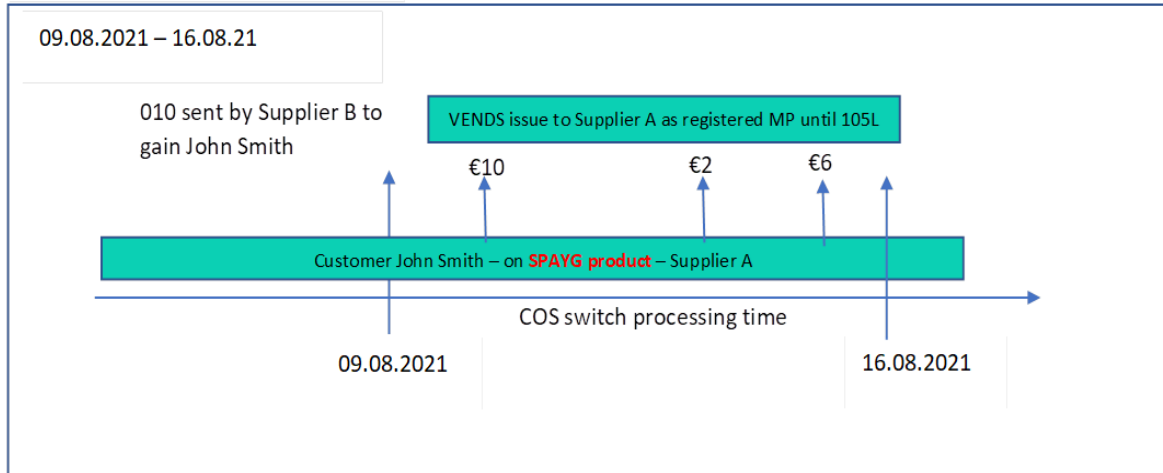 09.08.2021 – 16.08.21
010 sent by Supplier B to
gain John Smith
VENDS issue to Supplier A as registered MP until 105L
€10
€2
€6
Customer John Smith – on SPAYG product – Supplier A
COS switch processing time
09.08.2021
16.08.2021